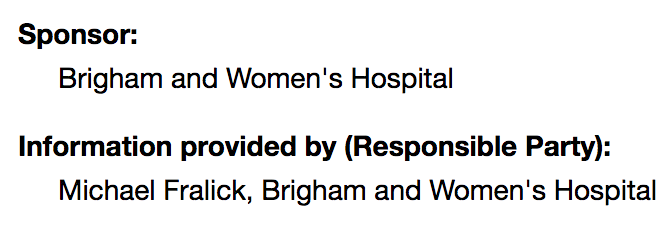 Sponsor:
Brigham and Women's Hospital
Information provided by (Responsible Party):
Michael Fralick, Brigham and Women's Hospital